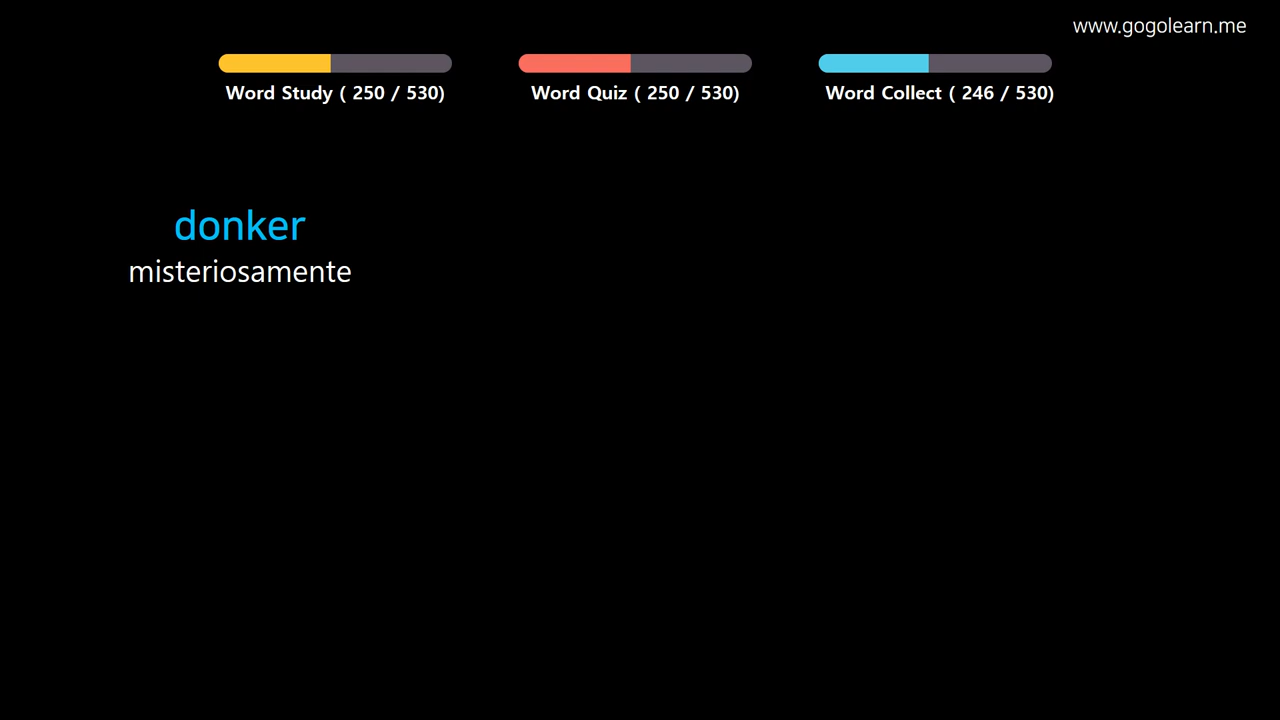 www.gogolearn.me
Word Study ( 250 / 530)
Word Quiz ( 250 / 530)
Word Collect ( 246 / 530)
donker
misteriosamente